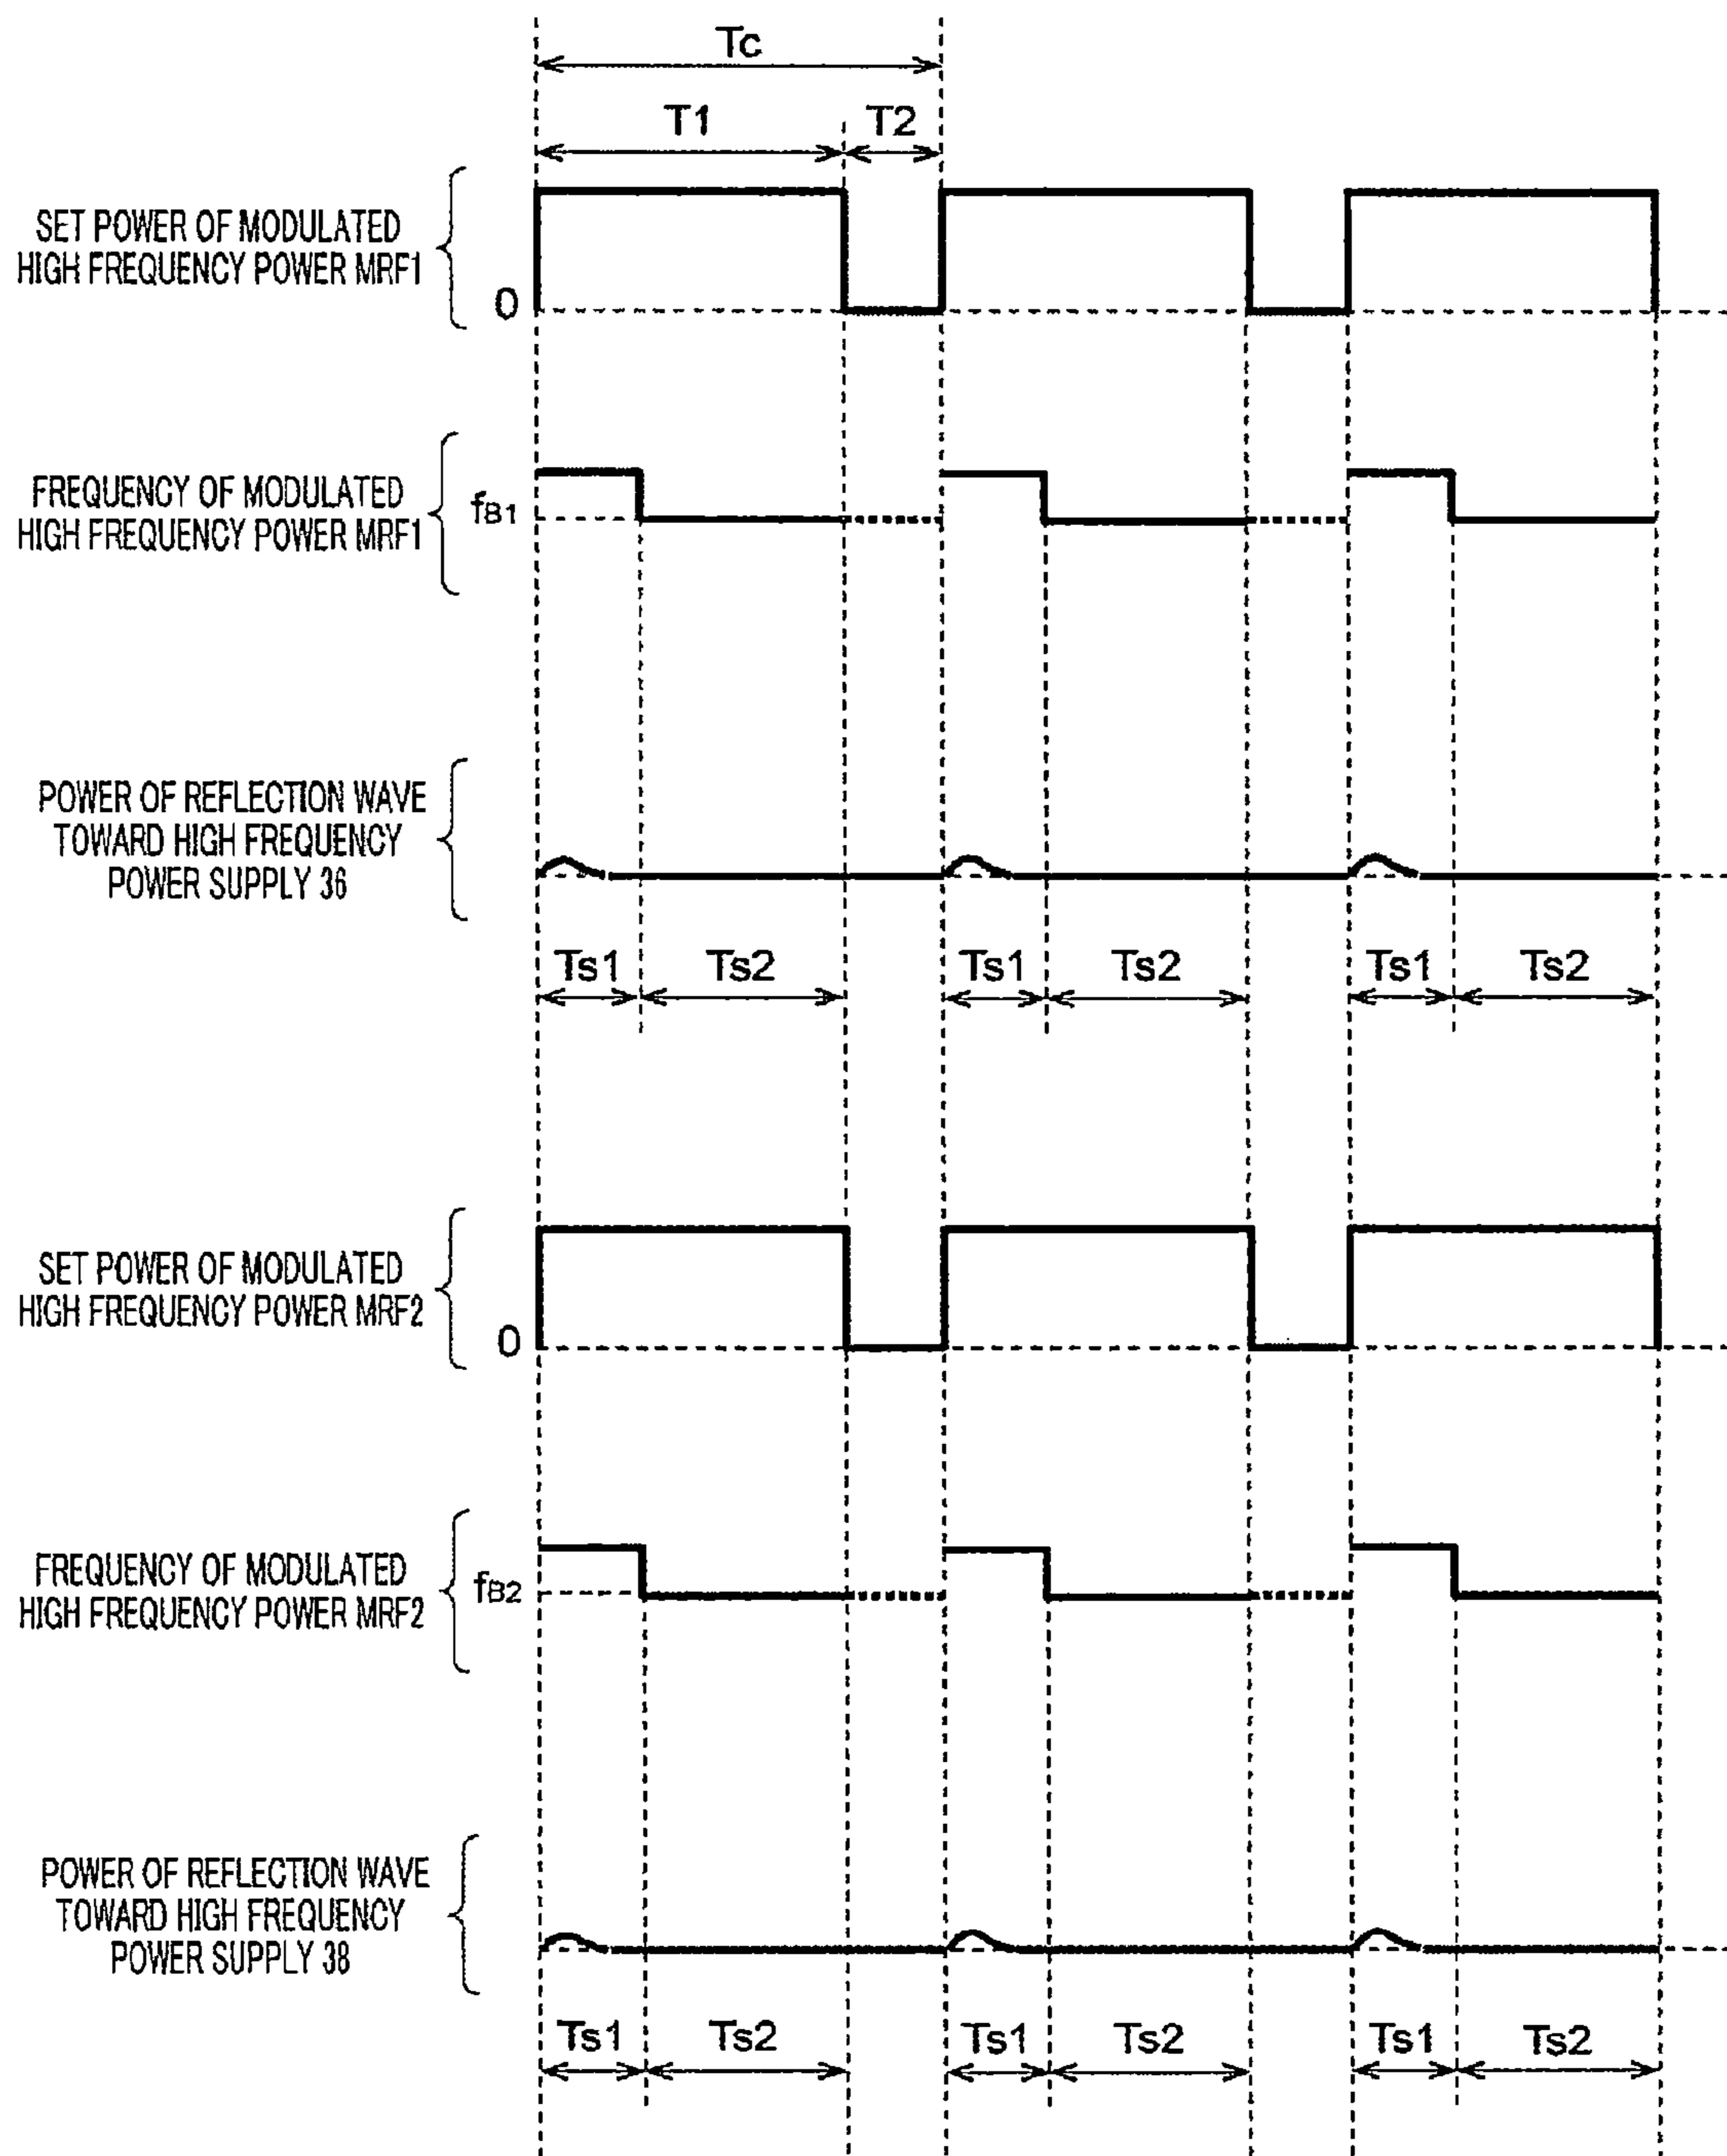 Tc
T1 T2
SET POWER OF MODULATED
HIGH FREQUENCY POWER MRF1
0
FREQUENCY OF MODULATED
HIGH FREQUENCY POWER MRF1
fB1
POWER OF REFLECTION WAVE
TOWARD HIGH FREQUENCY
POWER SUPPLY 36
Ts1 Ts2 Ts1 Ts2 Ts1 Ts2
SET POWER OF MODULATED
HIGH FREQUENCY POWER MRF2
0
FREQUENCY OF MODULATED
HIGH FREQUENCY POWER MRF2
fB2
POWER OF REFLECTION WAVE
TOWARD HIGH FREQUENCY
POWER SUPPLY 38
Ts1 Ts2 Ts1 Ts2 Ts1 Ts2